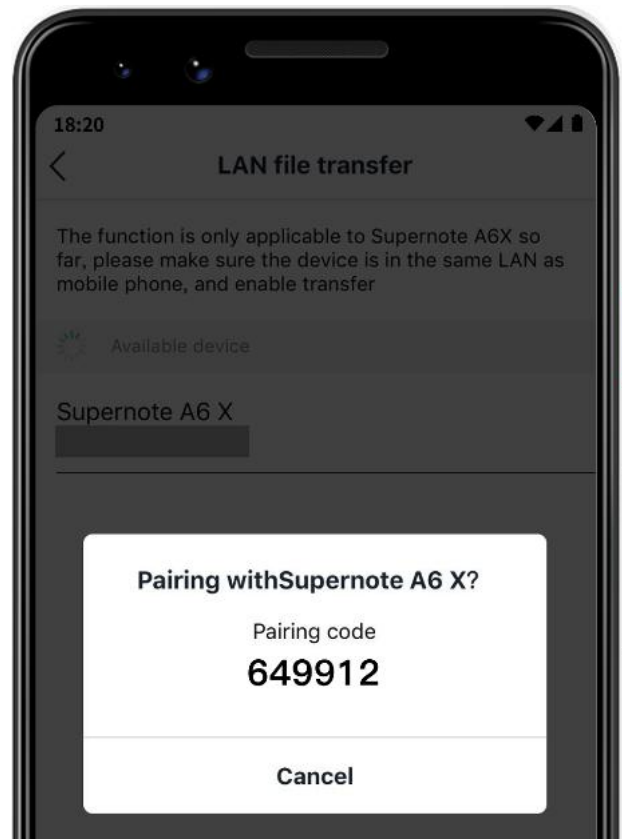 18:20
LAN file transfer
The function is only applicable to Supernote A6X so
far, please make sure the device is in the same LAN as
mobile phone, and enable transfer
Available device
Supernote A6 X
Pairing withSupernote A6 X?
Pairing code
649912
Cancel